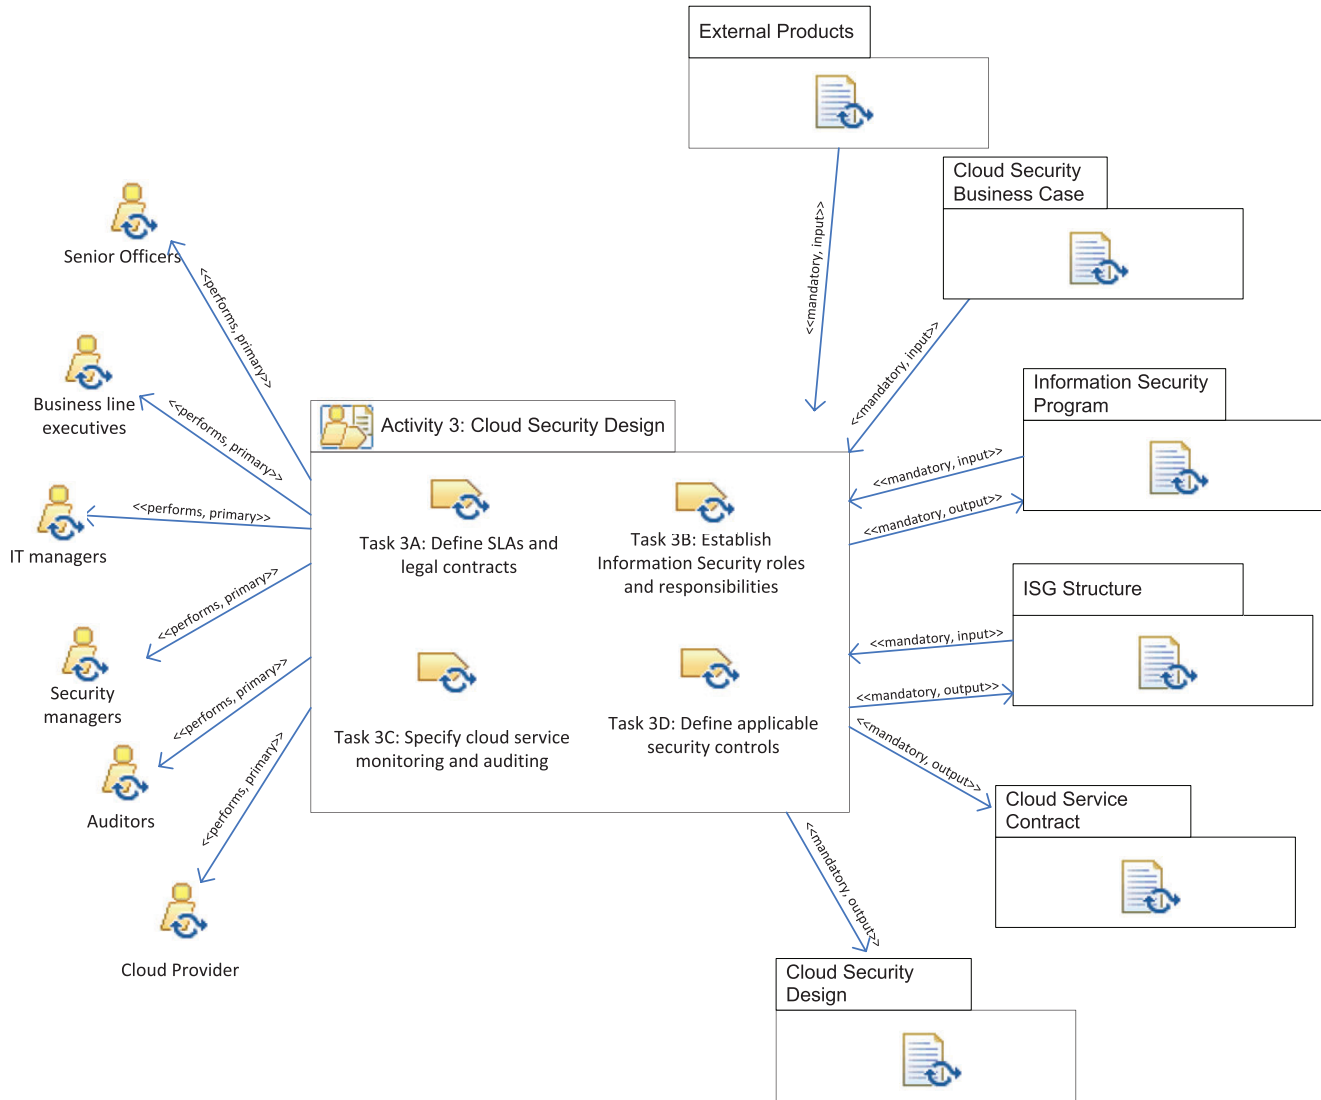 External Products
Cloud Security
Business Case
<<mandatory, input>>
<<mandatory, input>>
Senior Officers
<<performs, primary>>
Business line
executives
<<performs, primary>>
Information Security
Program
<<mandatory, input>>
<<mandatory, output>>
Activity 3: Cloud Security Design
IT managers
<<performs, primary>>
Task 3A: Define SLAs and
legal contracts
Task 3B: Establish
Information Security roles
and responsibilities
ISG Structure
<<mandatory, input>>
<<mandatory, output>>
<<performs, primary>>
Security
managers
Task 3C: Specify cloud service
monitoring and auditing
Task 3D: Define applicable
security controls
<<performs, primary>>
Auditors
<<mandatory, output>>
Cloud Service
Contract
<<performs, primary>>
Cloud Provider
<<mandatory, output>>
Cloud Security
Design